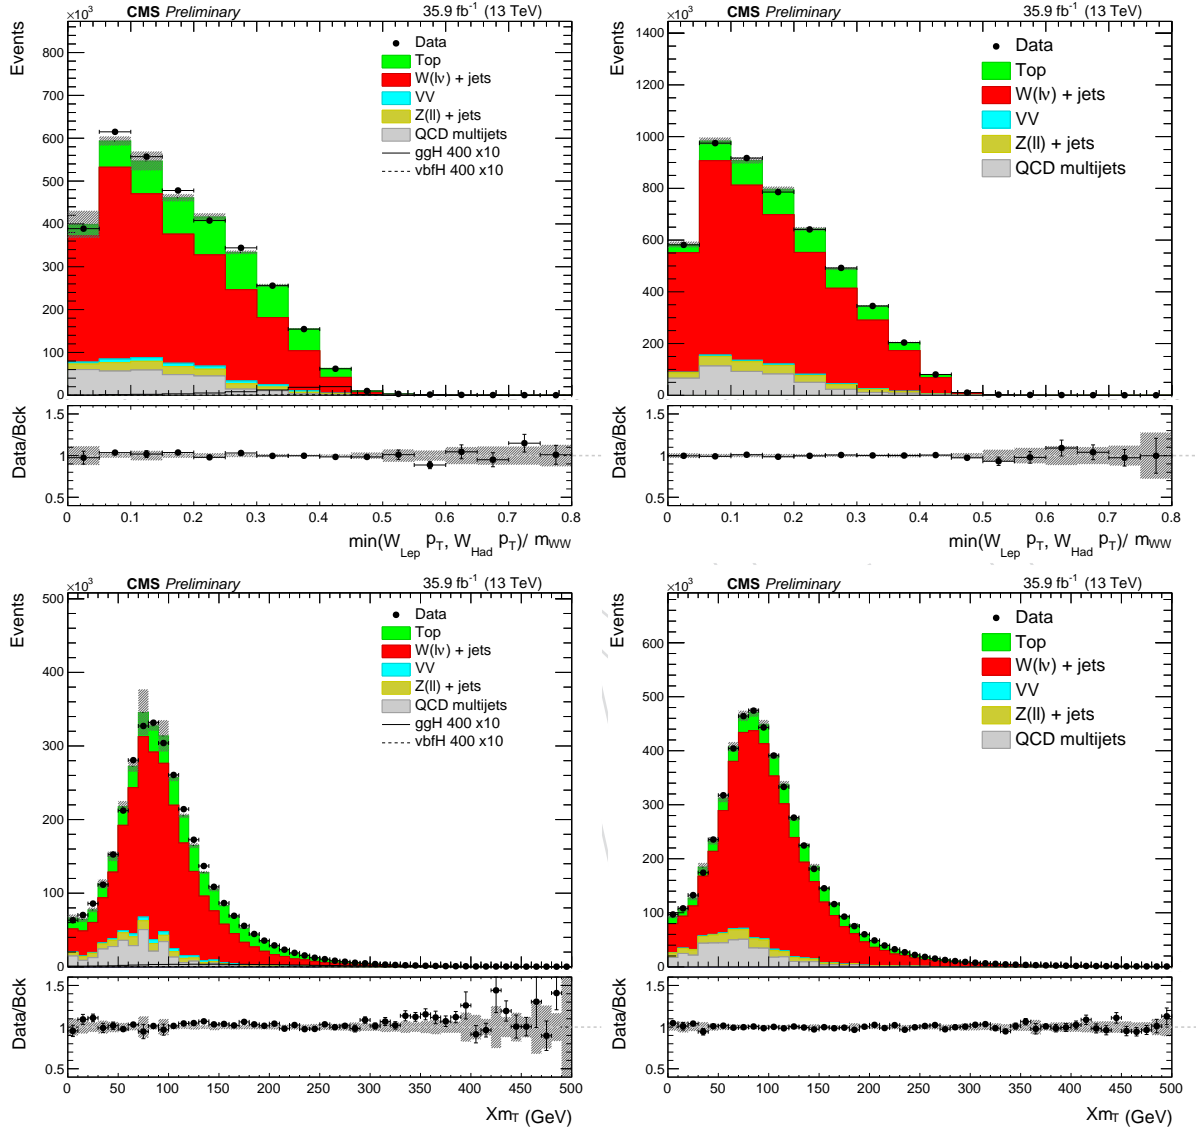 ×10³ CMS Preliminary 35.9 fb⁻¹ (13 TeV)
Events
800
700
600
500
400
300
200
100
0
Data
Top
W(lν) + jets
VV
Z(ll) + jets
QCD multijets
ggH 400 x10
vbfH 400 x10
Data/Bck
1.5
1
0.5
0 0.1 0.2 0.3 0.4 0.5 0.6 0.7 0.8
min(W_Lep p_T, W_Had p_T)/ m_WW
×10³ CMS Preliminary 35.9 fb⁻¹ (13 TeV)
Events
1400
1200
1000
800
600
400
200
0
Data
Top
W(lν) + jets
VV
Z(ll) + jets
QCD multijets
Data/Bck
1.5
1
0.5
0 0.1 0.2 0.3 0.4 0.5 0.6 0.7 0.8
min(W_Lep p_T, W_Had p_T)/ m_WW
×10³ CMS Preliminary 35.9 fb⁻¹ (13 TeV)
Events
500
400
300
200
100
0
Data
Top
W(lν) + jets
VV
Z(ll) + jets
QCD multijets
ggH 400 x10
vbfH 400 x10
Data/Bck
1.5
1
0.5
0 50 100 150 200 250 300 350 400 450 500
Xm_T (GeV)
×10³ CMS Preliminary 35.9 fb⁻¹ (13 TeV)
Events
600
500
400
300
200
100
0
Data
Top
W(lν) + jets
VV
Z(ll) + jets
QCD multijets
Data/Bck
1.5
1
0.5
0 50 100 150 200 250 300 350 400 450 500
Xm_T (GeV)